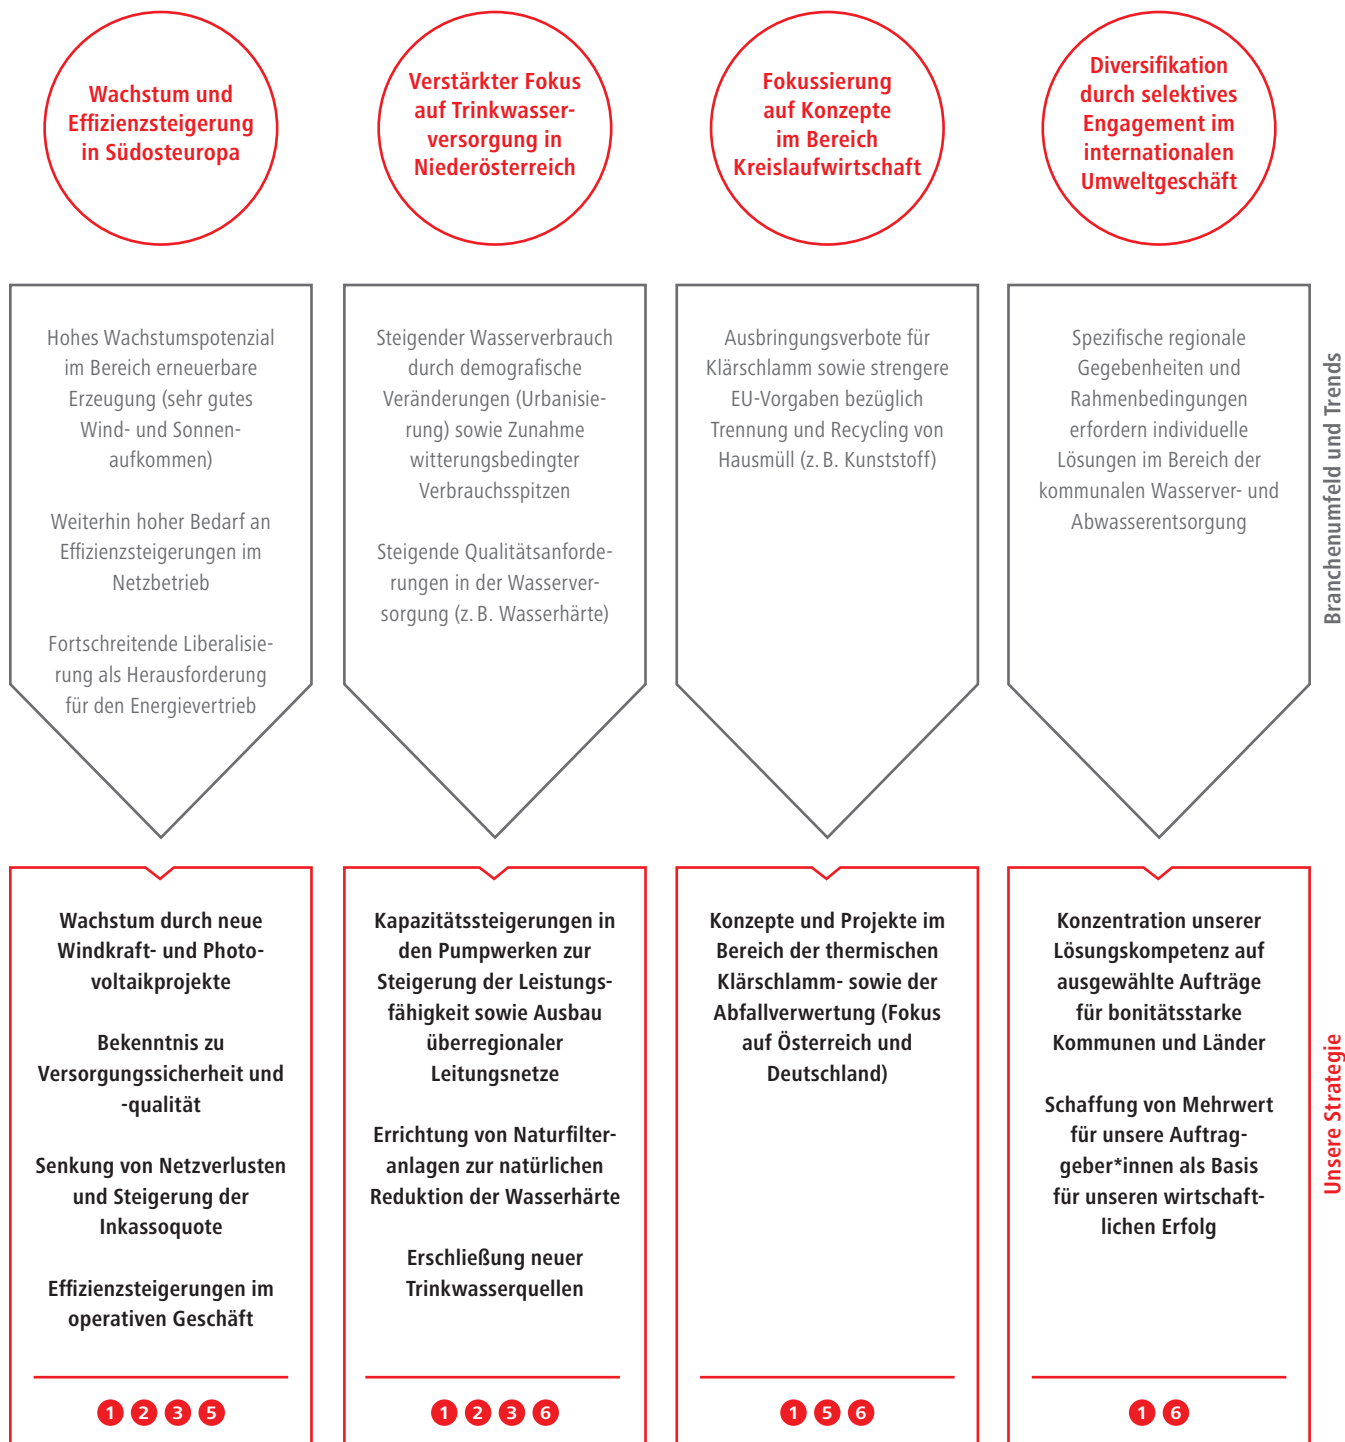 Wachstum und
Effizienzsteigerung
in Südosteuropa
Verstärkter Fokus
auf Trinkwasser-
versorgung in
Niederösterreich
Fokussierung
auf Konzepte
im Bereich
Kreislaufwirtschaft
Diversifikation
durch selektives
Engagement im
internationalen
Umweltgeschäft
Hohes Wachstumspotenzial
im Bereich erneuerbare
Erzeugung (sehr gutes
Wind- und Sonnen-
aufkommen)
Weiterhin hoher Bedarf an
Effizienzsteigerungen im
Netzbetrieb
Fortschreitende Liberalisie-
rung als Herausforderung
für den Energievertrieb
Steigender Wasserverbrauch
durch demografische
Veränderungen (Urbanisie-
rung) sowie Zunahme
witterungsbedingter
Verbrauchsspitzen
Steigende Qualitätsanforde-
rungen in der Wasserver-
sorgung (z. B. Wasserhärte)
Ausbringungsverbote für
Klärschlamm sowie strengere
EU-Vorgaben bezüglich
Trennung und Recycling von
Hausmüll (z. B. Kunststoff)
Spezifische regionale
Gegebenheiten und
Rahmenbedingungen
erfordern individuelle
Lösungen im Bereich der
kommunalen Wasserver- und
Abwasserentsorgung
Branchenumfeld und Trends
Wachstum durch neue
Windkraft- und Photo-
voltaikprojekte
Bekenntnis zu
Versorgungssicherheit und
-qualität
Senkung von Netzverlusten
und Steigerung der
Inkassoquote
Effizienzsteigerungen im
operativen Geschäft
1 2 3 5
Kapazitätssteigerungen in
den Pumpwerken zur
Steigerung der Leistungs-
fähigkeit sowie Ausbau
überregionaler
Leitungsnetze
Errichtung von Naturfilter-
anlagen zur natürlichen
Reduktion der Wasserhärte
Erschließung neuer
Trinkwasserquellen
1 2 3 6
Konzepte und Projekte im
Bereich der thermischen
Klärschlamm- sowie der
Abfallverwertung (Fokus
auf Österreich und
Deutschland)
1 5 6
Konzentration unserer
Lösungskompetenz auf
ausgewählte Aufträge
für bonitätsstarke
Kommunen und Länder
Schaffung von Mehrwert
für unsere Auftrag-
geber*innen als Basis
für unseren wirtschaft-
lichen Erfolg
1 6
Unsere Strategie